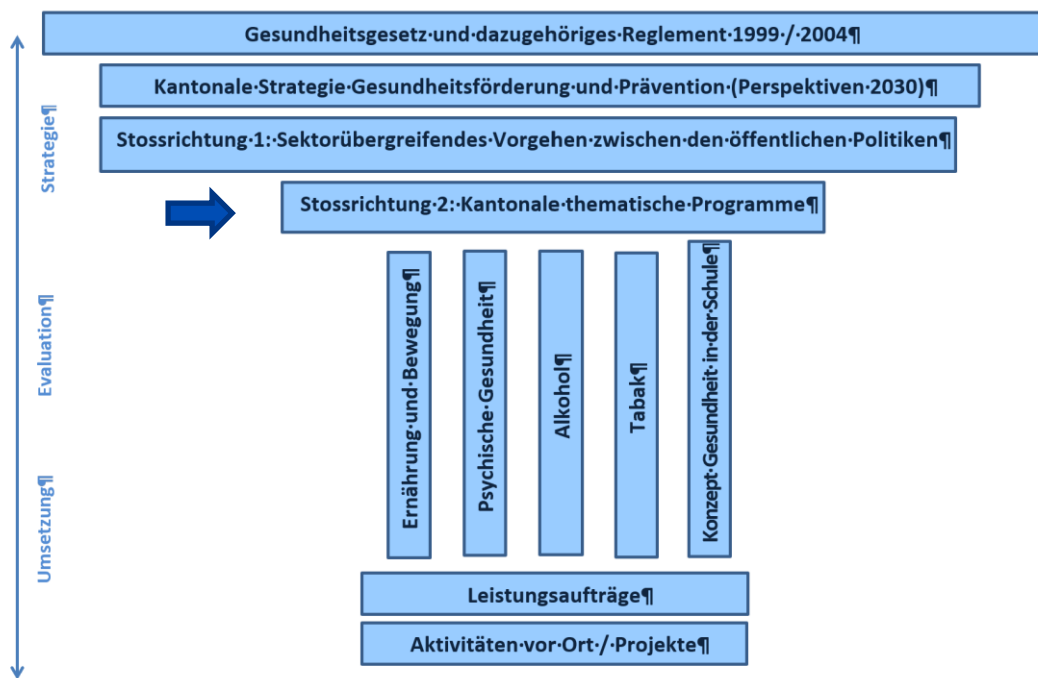 Gesundheitsgesetz·und·dazugehöriges·Reglement·1999·/·2004¶
Kantonale·Strategie·Gesundheitsförderung·und·Prävention·(Perspektiven·2030)¶
Stossrichtung·1:·Sektorübergreifendes·Vorgehen·zwischen·den·öffentlichen·Politiken¶
Stossrichtung·2:·Kantonale·thematische·Programme¶
Strategie¶
Evaluation¶
Umsetzung¶
Ernährung·und·Bewegung¶
Psychische·Gesundheit¶
Alkohol¶
Tabak¶
Konzept·Gesundheit·in·der·Schule¶
Leistungsaufträge¶
Aktivitäten·vor·Ort·/·Projekte¶